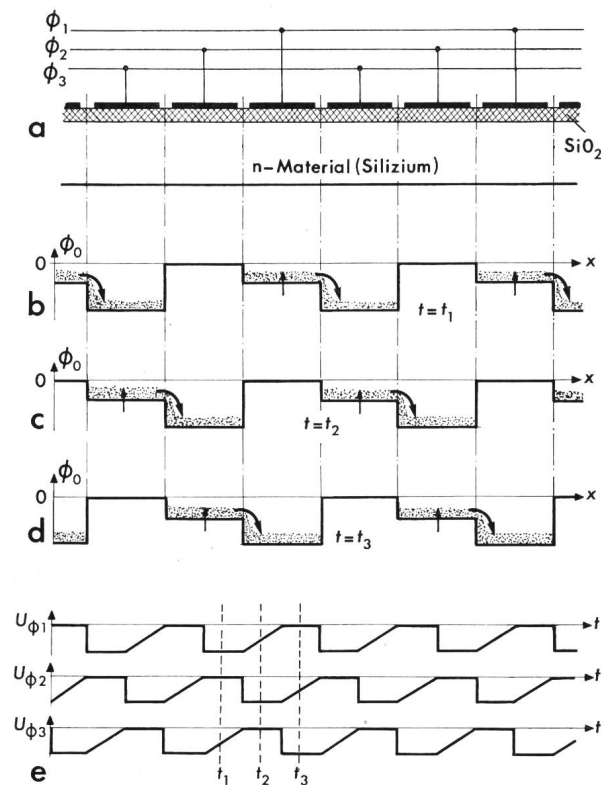 ϕ₁
ϕ₂
ϕ₃
a
SiO₂
n-Material (Silizium)
ϕ₀
0
x
b
t=t₁
ϕ₀
0
x
c
t=t₂
ϕ₀
0
x
d
t=t₃
Uϕ1
t
Uϕ2
t
Uϕ3
t
e
t₁ t₂ t₃